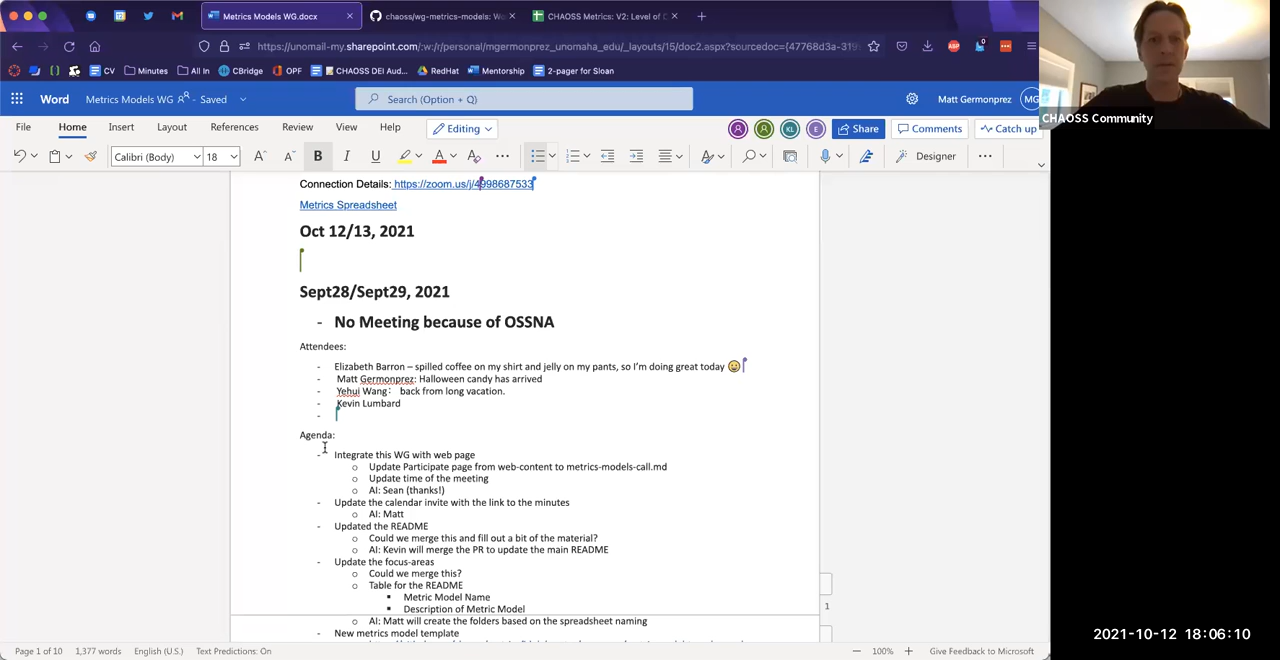 Metrics Models WG.docx
chaoss/wg-metrics-models: Wo
CHAOSS Metrics: V2: Level of C
https://unomail-my.sharepoint.com/:w:/r/personal/mgermonprez_unomaha_edu/_layouts/15/doc2.aspx?sourcedoc={47768d3a-319
CV
Minutes
All In
CBridge
OPF
CHAOSS DEI Aud...
RedHat
Mentorship
2-pager for Sloan
Word
Metrics Models WG - Saved
Search (Option + Q)
Matt Germonprez
MG
CHAOSS Community
File
Home
Insert
Layout
References
Review
View
Help
Editing
KL
E
Share
Comments
Catch up
Calibri (Body)
18
Designer
Connection Details: https://zoom.us/j/4998687533
Metrics Spreadsheet
Oct 12/13, 2021
Sept28/Sept29, 2021
- No Meeting because of OSSNA
Attendees:
- Elizabeth Barron – spilled coffee on my shirt and jelly on my pants, so I'm doing great today 😀
- Matt Germonprez: Halloween candy has arrived
- Yehui Wang： back from long vacation.
- Kevin Lumbard
-
Agenda:
- Integrate this WG with web page
o Update Participate page from web-content to metrics-models-call.md
o Update time of the meeting
o AI: Sean (thanks!)
- Update the calendar invite with the link to the minutes
o AI: Matt
- Updated the README
o Could we merge this and fill out a bit of the material?
o AI: Kevin will merge the PR to update the main README
- Update the focus-areas
o Could we merge this?
o Table for the README
▪ Metric Model Name
▪ Description of Metric Model
o AI: Matt will create the folders based on the spreadsheet naming
- New metrics model template
1
Page 1 of 10
1,377 words
English (U.S.)
Text Predictions: On
100%
Give Feedback to Microsoft
2021-10-12 18:06:10